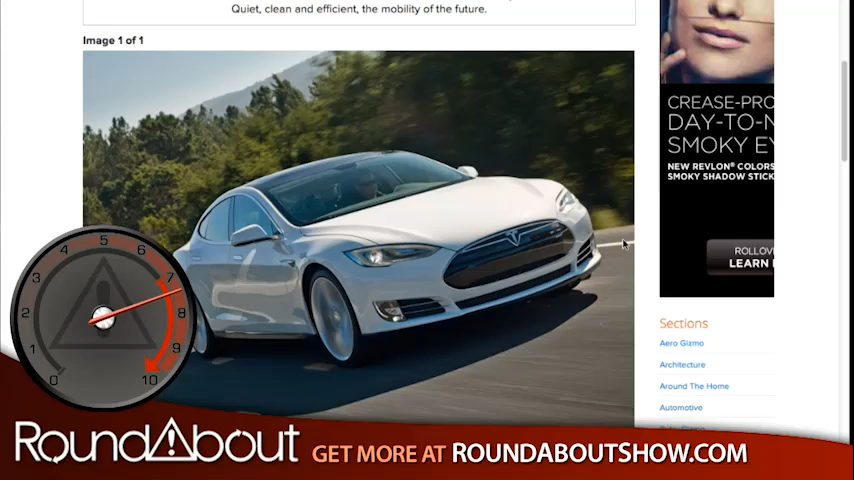 Quiet, clean and efficient, the mobility of the future.
Image 1 of 1
CREASE-PRO
DAY-TO-N
SMOKY EY
NEW REVLON® COLORS
SMOKY SHADOW STICK
ROLLOV
LEARN
Sections
Aero Gizmo
Architecture
Around The Home
Automotive
0
1
2
3
4
5
6
7
8
9
10
RoundAbout
GET MORE AT ROUNDABOUTSHOW.COM